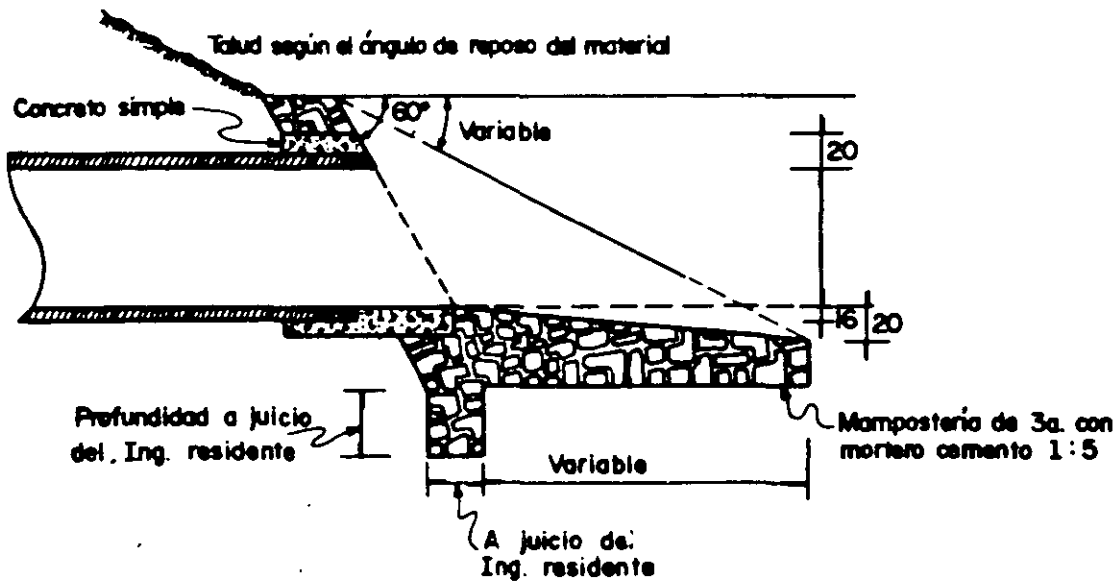 Talud según el ángulo de reposo del material
Concreto simple
60°
Variable
20
16
20
Profundidad a juicio
del. Ing. residente
Mampostería de 3a. con
mortero cemento 1:5
Variable
A juicio de:
Ing. residente